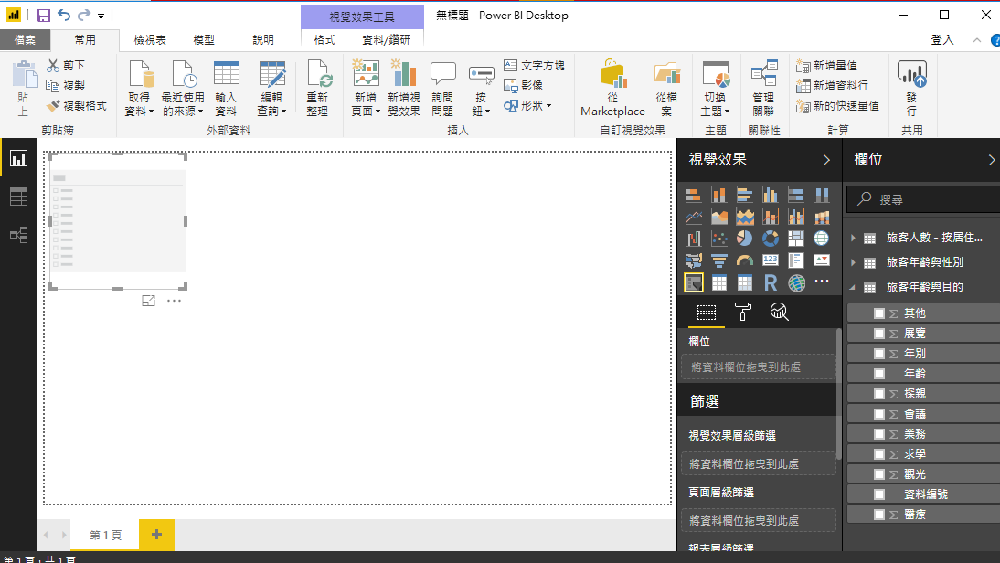 視覺效果工具
無標題 - Power BI Desktop
檔案
常用
檢視表
模型
說明
格式
資料/鑽研
登入
貼上
剪下
複製
複製格式
剪貼簿
取得資料
最近使用的來源
輸入資料
編輯查詢
重新整理
外部資料
新增頁面
新增視覺效果
詢問問題
按鈕
文字方塊
影像
形狀
插入
從 Marketplace
從檔案
自訂視覺效果
切換主題
主題
管理關聯
關聯性
新增量值
新增資料行
新的快速量值
計算
發行
共用
視覺效果
欄位
將資料欄位拖曳到此處
篩選
視覺效果層級篩選
將資料欄位拖曳到此處
頁面層級篩選
將資料欄位拖曳到此處
報表層級篩選
欄位
搜尋
旅客人數 - 按居住...
旅客年齡與性別
旅客年齡與目的
其他
展覽
年別
年齡
探親
會議
業務
求學
觀光
資料編號
醫療
第 1 頁
第 1 頁，共 1 頁